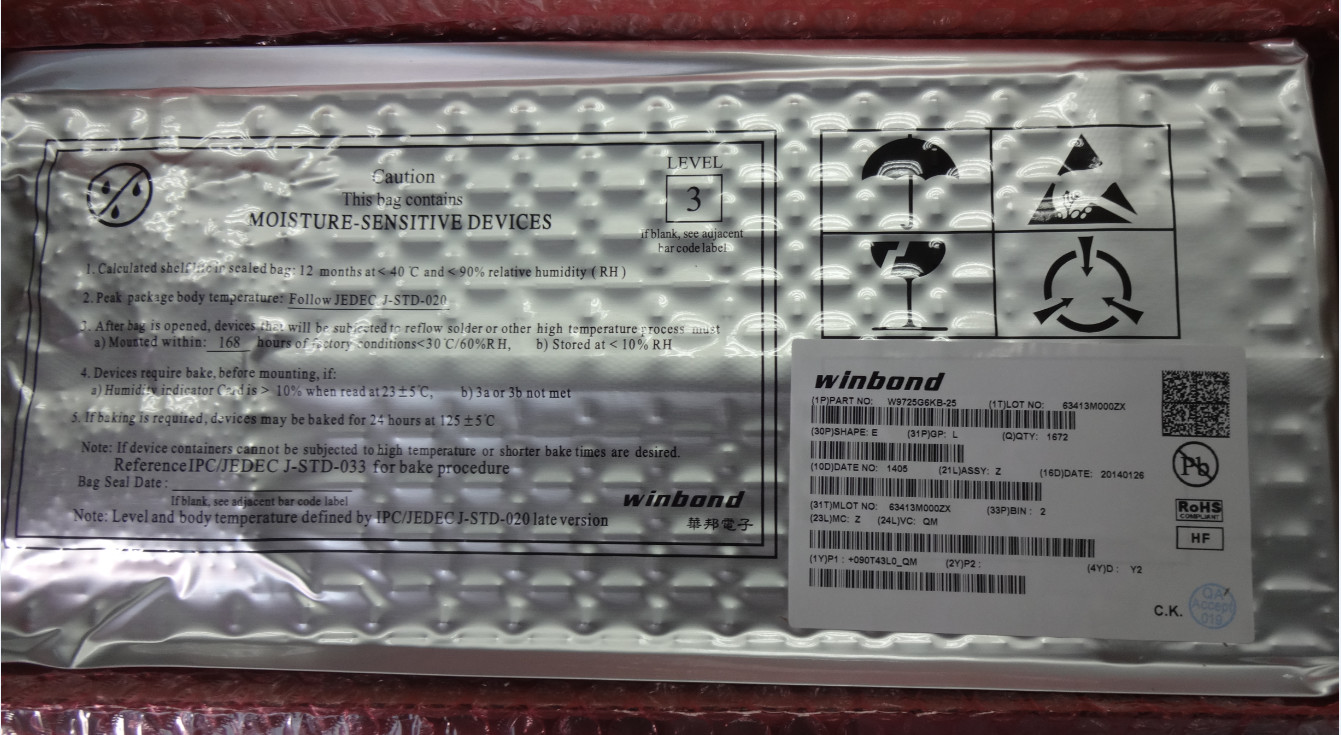 Caution
This bag contains
MOISTURE-SENSITIVE DEVICES
LEVEL
3
if blank, see adjacent
bar code label
1. Calculated shelf life in sealed bag: 12 months at < 40 ℃ and < 90% relative humidity ( RH )
2. Peak package body temperature: Follow JEDEC J-STD-020
3. After bag is opened, devices that will be subjected to reflow solder or other high temperature process must
a) Mounted within: 168 hours of factory conditions<30℃/60%RH, b) Stored at < 10% RH
4. Devices require bake, before mounting, if:
a) Humidity indicator Card is > 10% when read at 23±5℃, b) 3a or 3b not met
5. If baking is required, devices may be baked for 24 hours at 125±5℃
Note: If device containers cannot be subjected to high temperature or shorter bake times are desired.
Reference IPC/JEDEC J-STD-033 for bake procedure
Bag Seal Date :
If blank, see adjacent bar code label
Note: Level and body temperature defined by IPC/JEDEC J-STD-020 late version
winbond
華邦電子
winbond
(1P)PART NO: W9725G6KB-25 (1T)LOT NO: 63413M000ZX
(30P)SHAPE: E (31P)GP: L (Q)QTY: 1672
(10D)DATE NO: 1405 (21L)ASSY: Z (16D)DATE: 20140126
(31T)MLOT NO: 63413M000ZX (33P)BIN : 2
(23L)MC: Z (24L)VC: QM
(1Y)P1 : +090T43L0_QM (2Y)P2 : (4Y)D : Y2
Pb
RoHS
COMPLIANT
HF
C.K.
QA
Accept
019